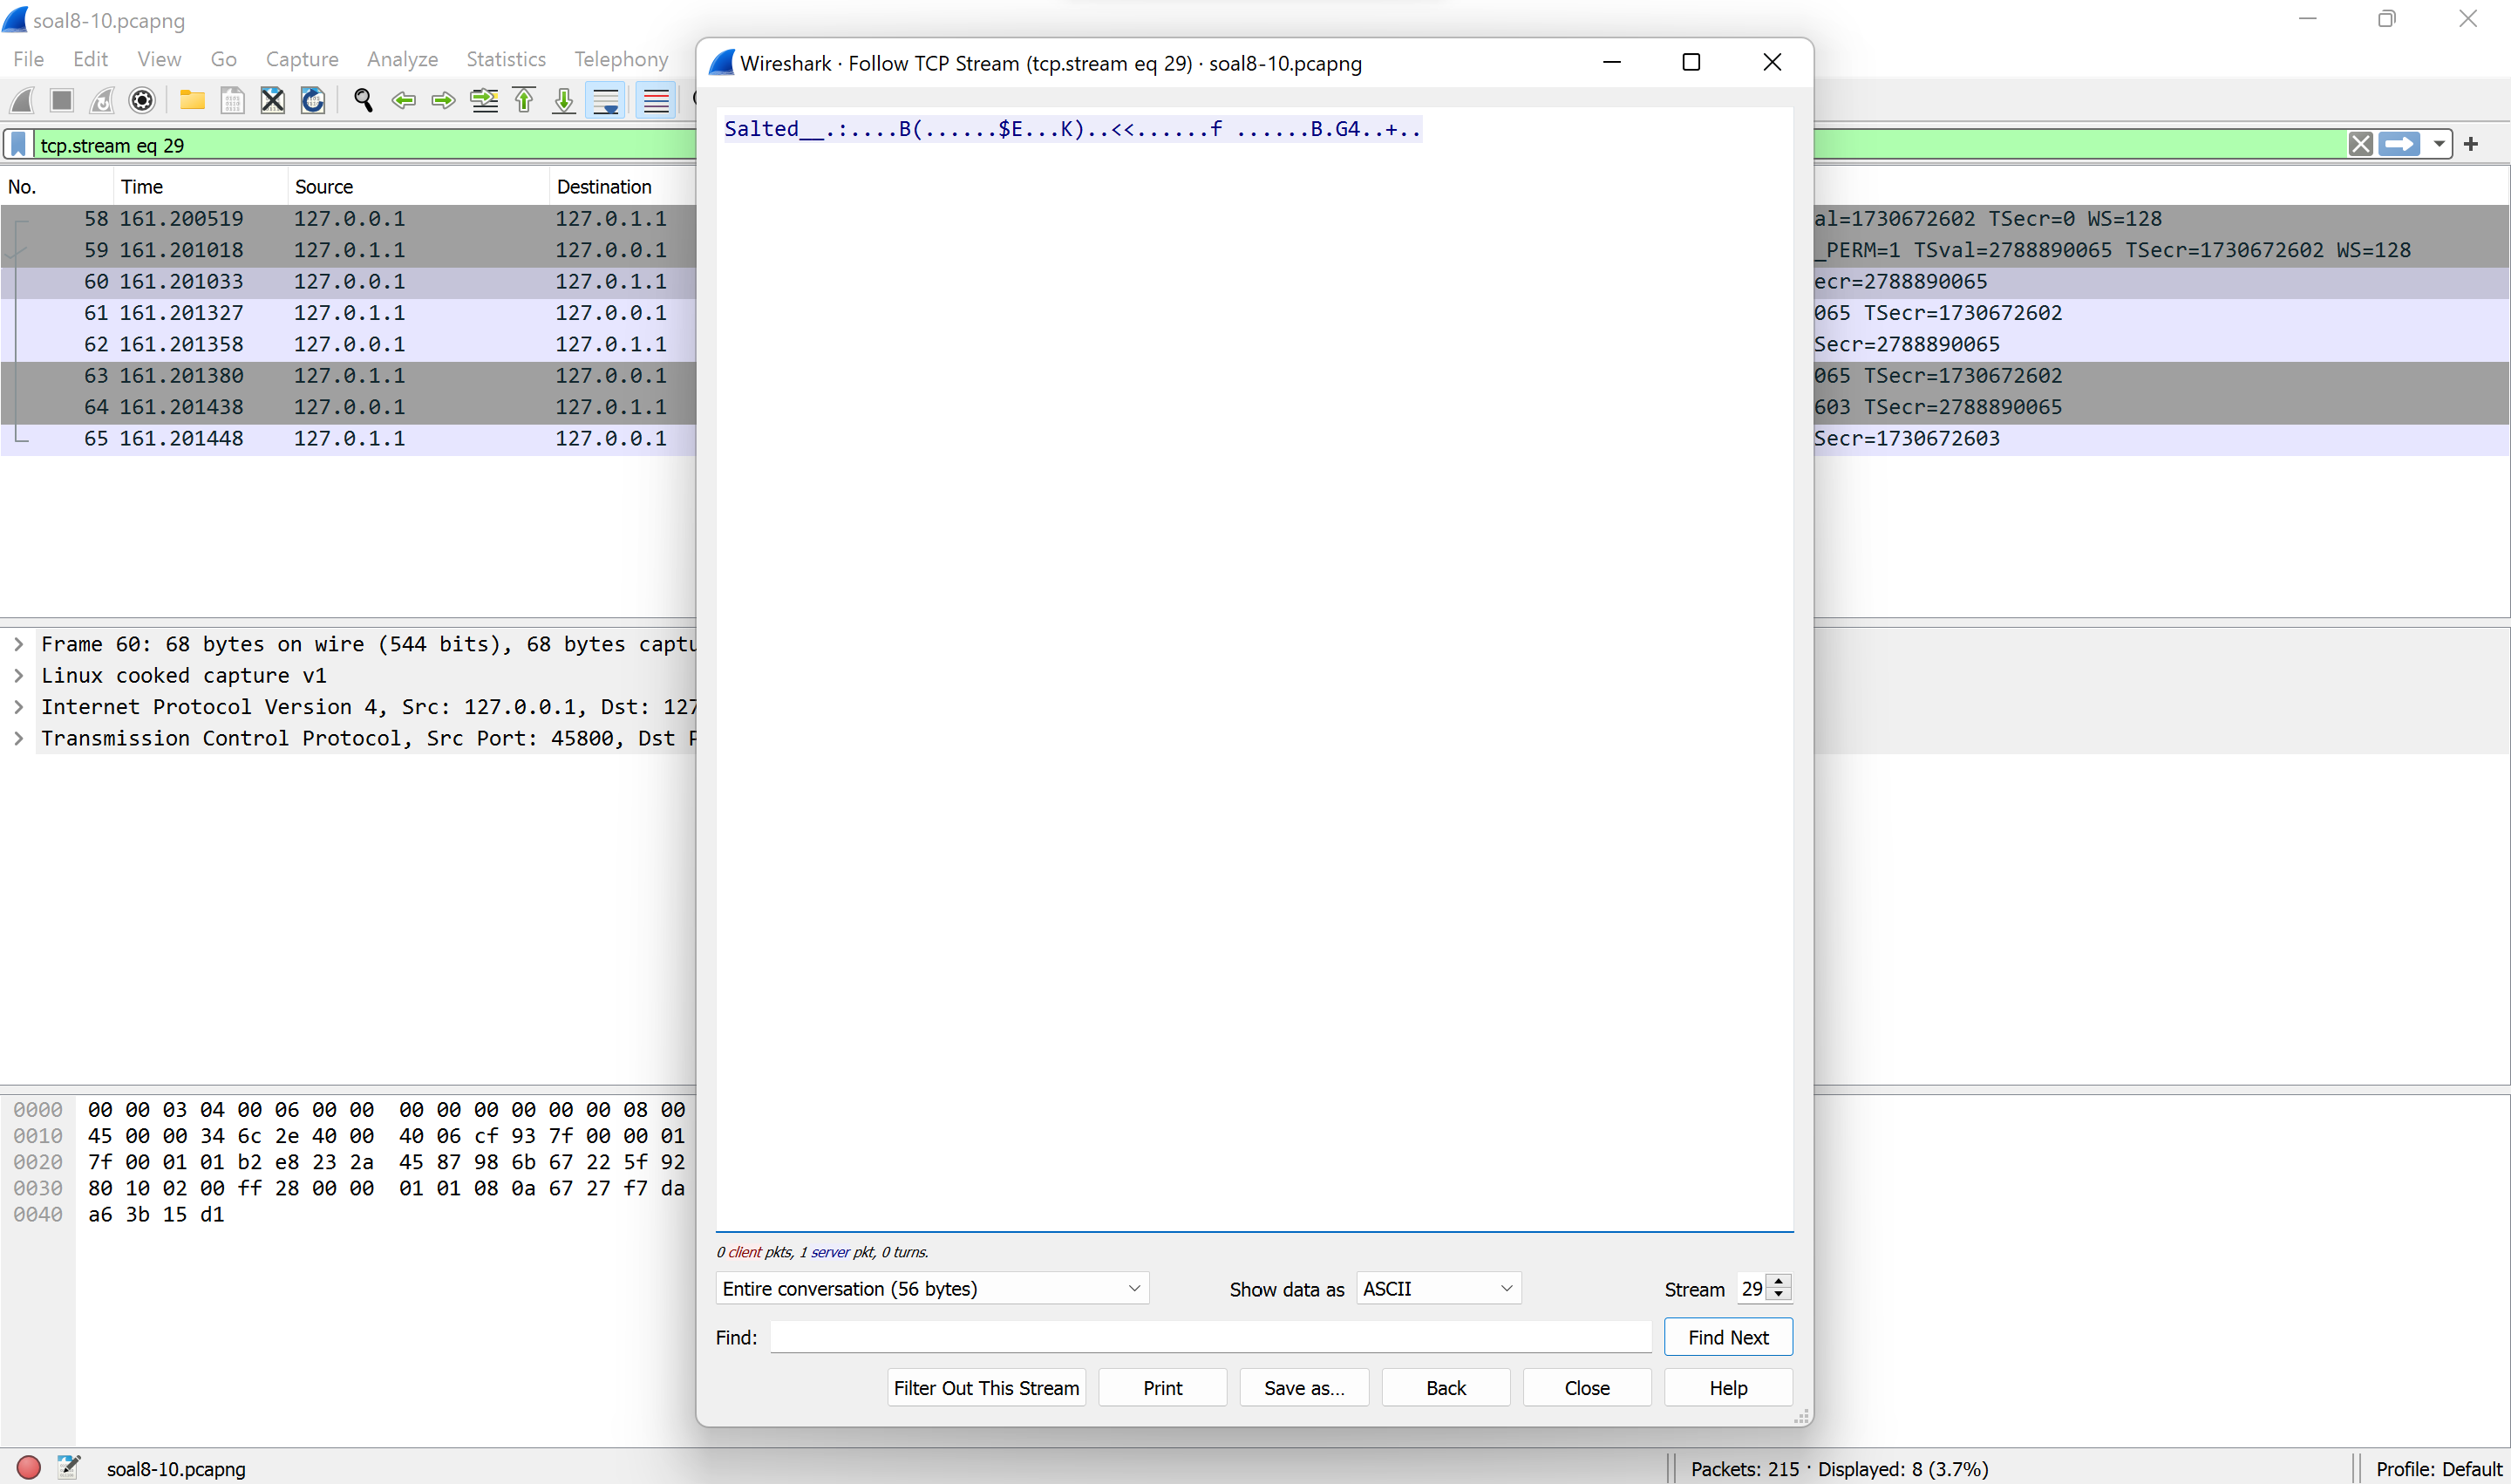 soal8-10.pcapng
File Edit View Go Capture Analyze Statistics Telephony
Wireshark · Follow TCP Stream (tcp.stream eq 29) · soal8-10.pcapng
tcp.stream eq 29
Salted__.:....B(......$E...K)..<<......f ......B.G4..+..
No. Time Source Destination
58 161.200519 127.0.0.1 127.0.1.1 al=1730672602 TSecr=0 WS=128
59 161.201018 127.0.1.1 127.0.0.1 _PERM=1 TSval=2788890065 TSecr=1730672602 WS=128
60 161.201033 127.0.0.1 127.0.1.1 ecr=2788890065
61 161.201327 127.0.1.1 127.0.0.1 065 TSecr=1730672602
62 161.201358 127.0.0.1 127.0.1.1 Secr=2788890065
63 161.201380 127.0.1.1 127.0.0.1 065 TSecr=1730672602
64 161.201438 127.0.0.1 127.0.1.1 603 TSecr=2788890065
65 161.201448 127.0.1.1 127.0.0.1 Secr=1730672603
Frame 60: 68 bytes on wire (544 bits), 68 bytes captu
Linux cooked capture v1
Internet Protocol Version 4, Src: 127.0.0.1, Dst: 127
Transmission Control Protocol, Src Port: 45800, Dst P
0000 00 00 03 04 00 06 00 00 00 00 00 00 00 00 08 00
0010 45 00 00 34 6c 2e 40 00 40 06 cf 93 7f 00 00 01
0020 7f 00 01 01 b2 e8 23 2a 45 87 98 6b 67 22 5f 92
0030 80 10 02 00 ff 28 00 00 01 01 08 0a 67 27 f7 da
0040 a6 3b 15 d1
0 client pkts, 1 server pkt, 0 turns.
Entire conversation (56 bytes) Show data as ASCII Stream 29
Find: Find Next
Filter Out This Stream Print Save as... Back Close Help
soal8-10.pcapng Packets: 215 · Displayed: 8 (3.7%) Profile: Default